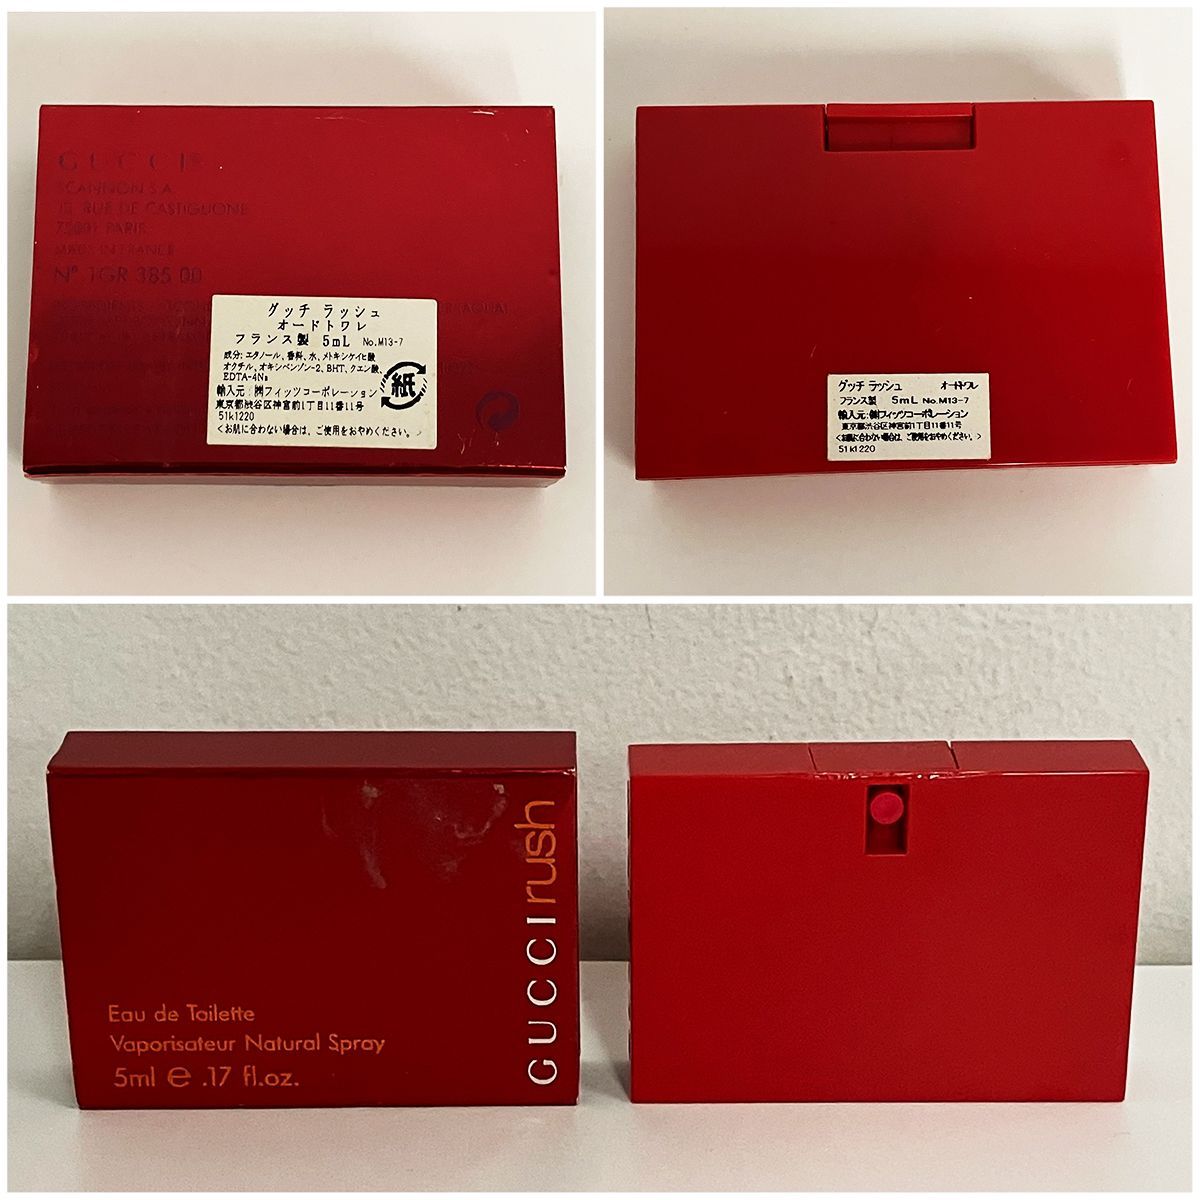 GUCCI®
SCANNON S.A.
75001 PARIS
MADE IN FRANCE
N° 1GR 385 00
グッチ ラッシュ
オードトワレ
フランス製 5mL No.M13-7
成分:エタノール、香料、水、メトキシケイヒ酸
オクチル、オキシベンゾン-2、BHT、クエン酸、
EDTA-4Na
輸入元:㈱フィッツコーポレーション
東京都渋谷区神宮前1丁目11番11号
51k1220
<お肌に合わない場合は、ご使用をおやめください。>
紙
グッチ ラッシュ オードトワレ
フランス製 5mL No.M13-7
輸入元:㈱フィッツコーポレーション
東京都渋谷区神宮前1丁目11番11号
<お肌に合わない場合は、ご使用をおやめください。>
51k1220
GUCCI rush
Eau de Toilette
Vaporisateur Natural Spray
5ml e .17 fl.oz.